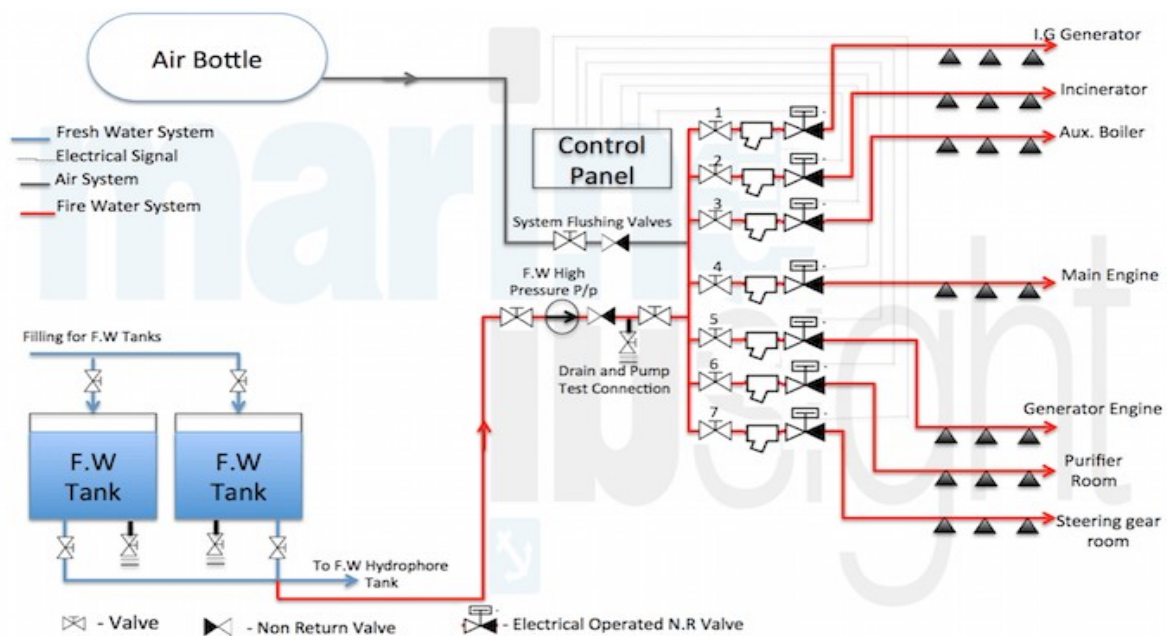 I.G Generator
Air Bottle
Incinerator
1
Fresh Water System
Electrical Signal
Air System
Fire Water System
Control
Panel
Aux. Boiler
2
3
System Flushing Valves
4
F.W High
Pressure P/p
Main Engine
5
Filling for F.W Tanks
Drain and Pump
Test Connection
6
7
Generator Engine
F.W
Tank
F.W
Tank
Purifier
Room
Steering gear
room
To F.W Hydrophore
Tank
- Valve
- Non Return Valve
- Electrical Operated N.R Valve
marine
insight